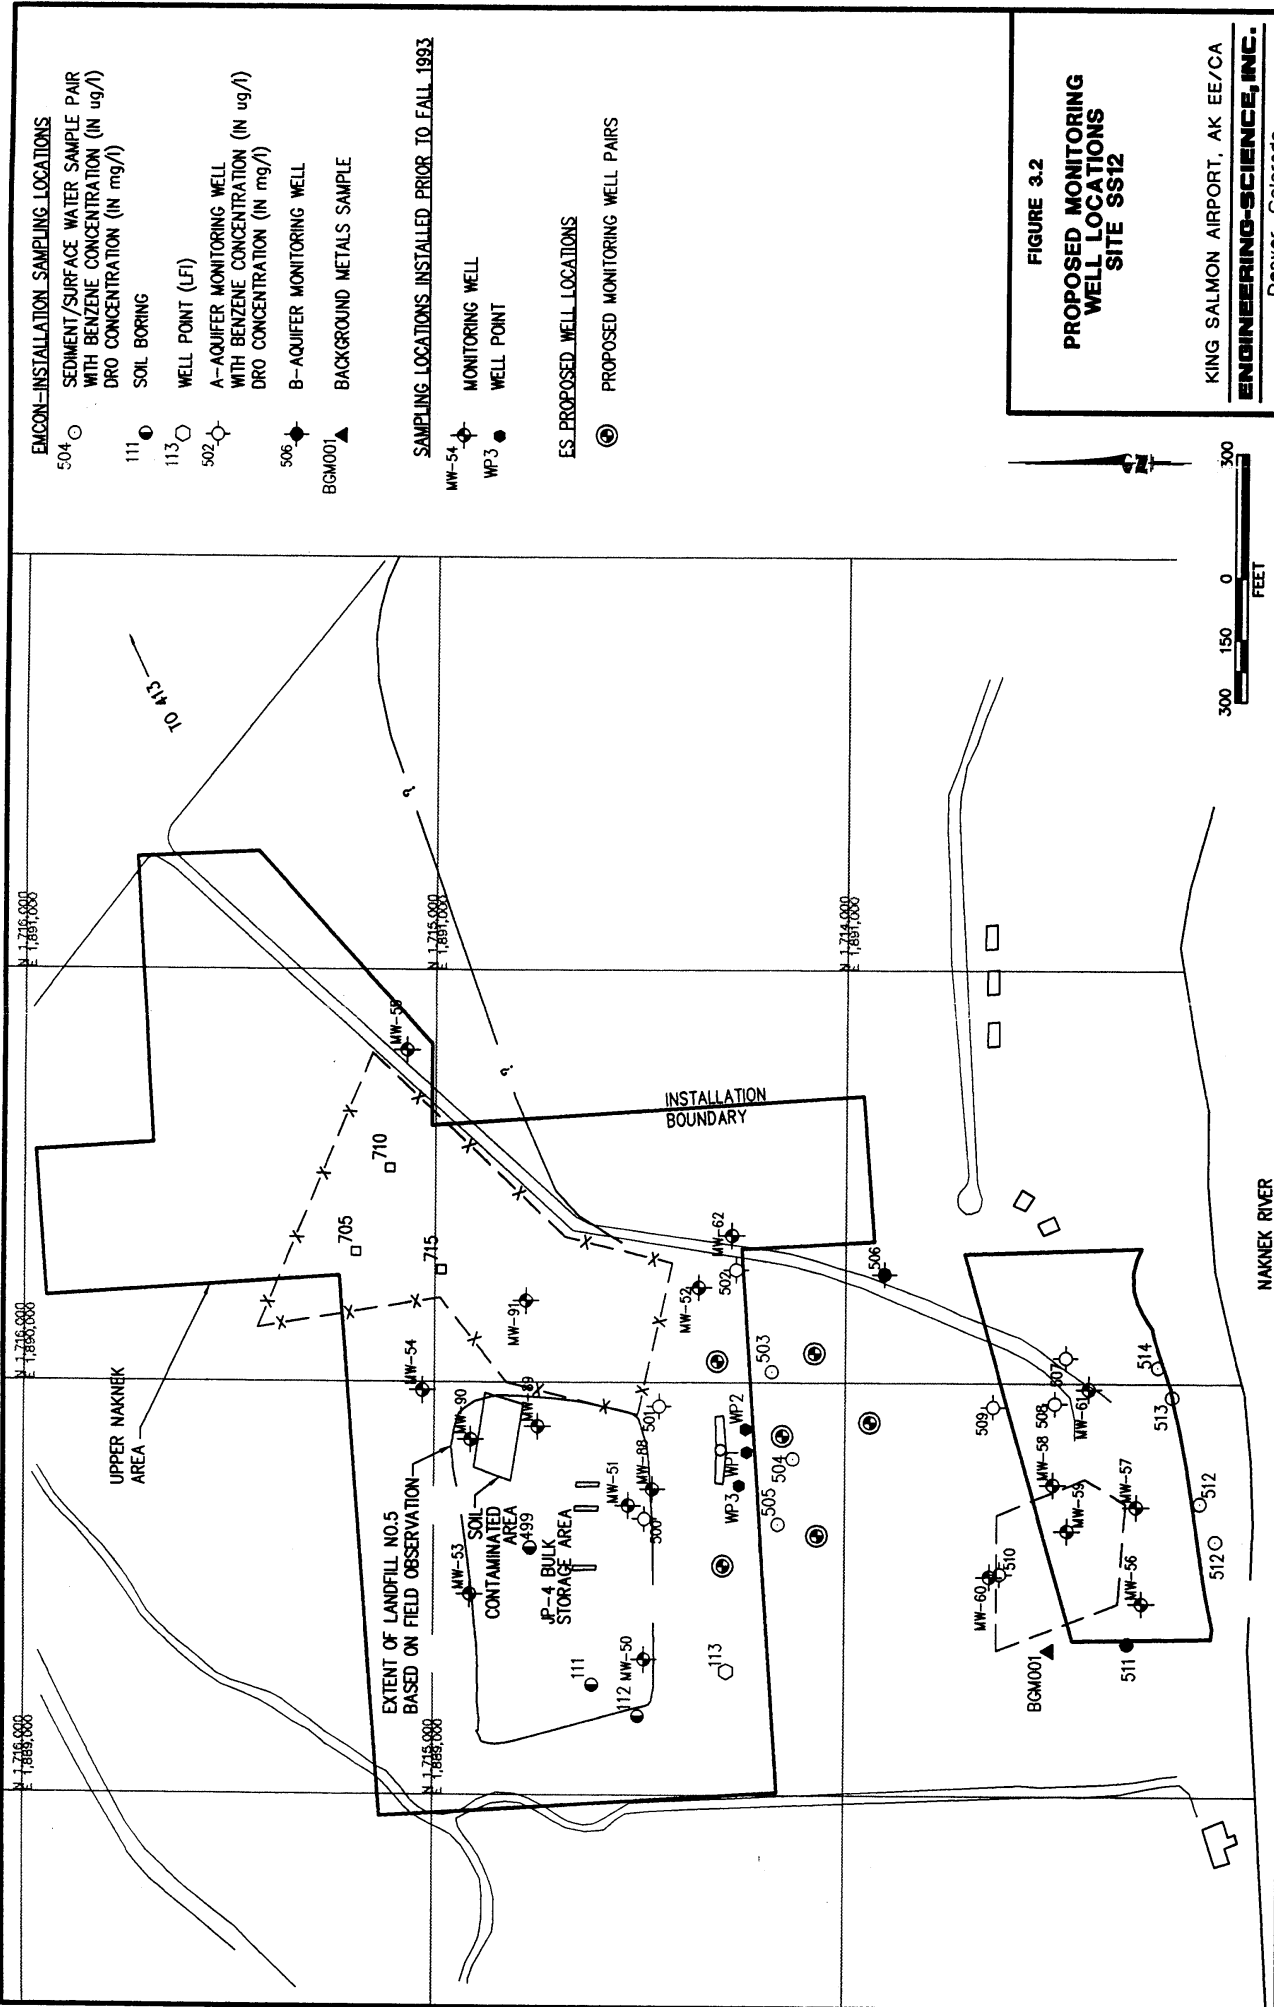 EMCON-INSTALLATION SAMPLING LOCATIONS
504
SEDIMENT/SURFACE WATER SAMPLE PAIR
WITH BENZENE CONCENTRATION (IN ug/l)
DRO CONCENTRATION (IN mg/l)
111
SOIL BORING
113
WELL POINT (LFI)
502
A-AQUIFER MONITORING WELL
WITH BENZENE CONCENTRATION (IN ug/l)
DRO CONCENTRATION (IN mg/l)
506
B-AQUIFER MONITORING WELL
BGM001
BACKGROUND METALS SAMPLE
SAMPLING LOCATIONS INSTALLED PRIOR TO FALL 1993
MW-54
MONITORING WELL
WP3
WELL POINT
ES PROPOSED WELL LOCATIONS
PROPOSED MONITORING WELL PAIRS
N 1,716,000
E 1,889,000
N 1,716,000
E 1,890,000
N 1,716,000
E 1,891,000
TO 413
UPPER NAKNEK
AREA
705
710
715
?
?
MW-54
MW-91
N 1,715,000
E 1,889,000
N 1,715,000
E 1,891,000
EXTENT OF LANDFILL NO.5
BASED ON FIELD OBSERVATION
MW-53
MW-90
MW-89
SOIL
CONTAMINATED
AREA
499
JP-4 BULK
STORAGE AREA
111
112
MW-50
MW-51
MW-88
500
501
MW-52
502
MW-62
INSTALLATION
BOUNDARY
113
WP3
WP1
WP2
503
504
505
506
N 1,714,000
E 1,891,000
MW-60
510
509
508
507
MW-58
MW-59
MW-61
MW-57
MW-56
BGM001
511
512
512
513
514
NAKNEK RIVER
300
150
0
300
FEET
N
FIGURE 3.2
PROPOSED MONITORING
WELL LOCATIONS
SITE SS12
KING SALMON AIRPORT, AK EE/CA
ENGINEERING-SCIENCE, INC.